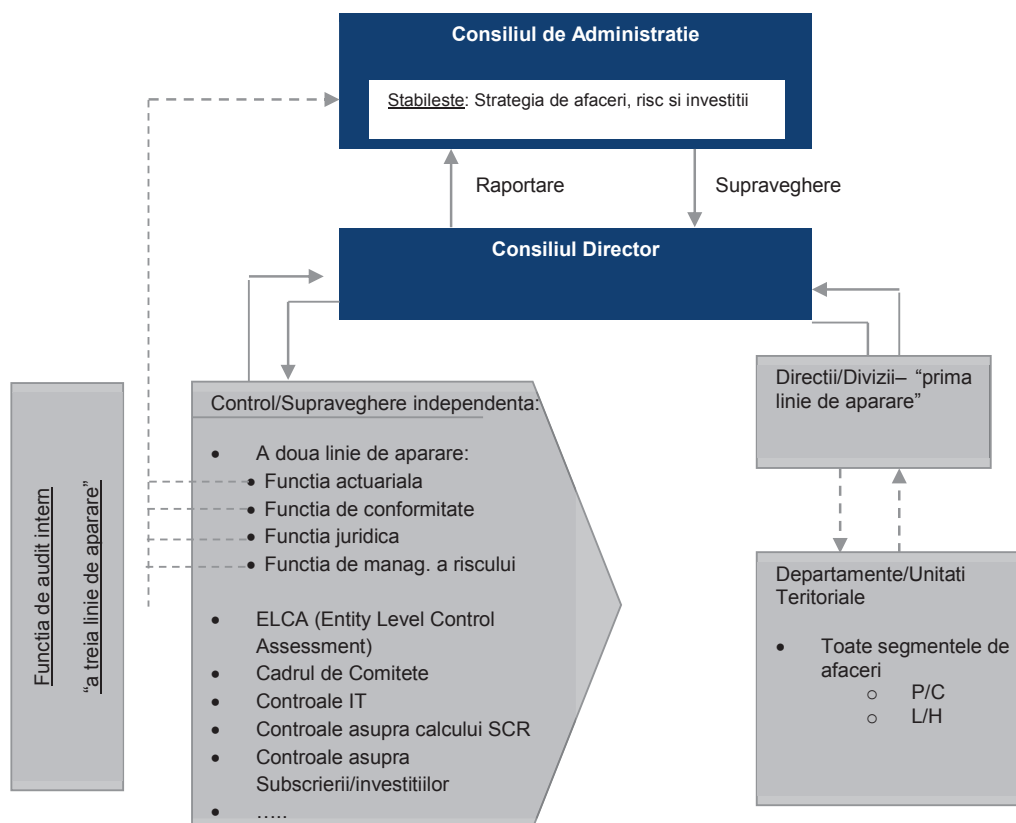 Consiliul de Administratie
Stabileste: Strategia de afaceri, risc si investitii
Raportare
Supraveghere
Consiliul Director
Functia de audit intern
“a treia linie de aparare”
Control/Supraveghere independenta:
• A doua linie de aparare:
• Functia actuariala
• Functia de conformitate
• Functia juridica
• Functia de manag. a riscului
• ELCA (Entity Level Control
Assessment)
• Cadrul de Comitete
• Controale IT
• Controale asupra calcului SCR
• Controale asupra
Subscrierii/investitiilor
• …..
Directii/Divizii– “prima
linie de aparare”
Departamente/Unitati
Teritoriale
• Toate segmentele de
afaceri
o P/C
o L/H